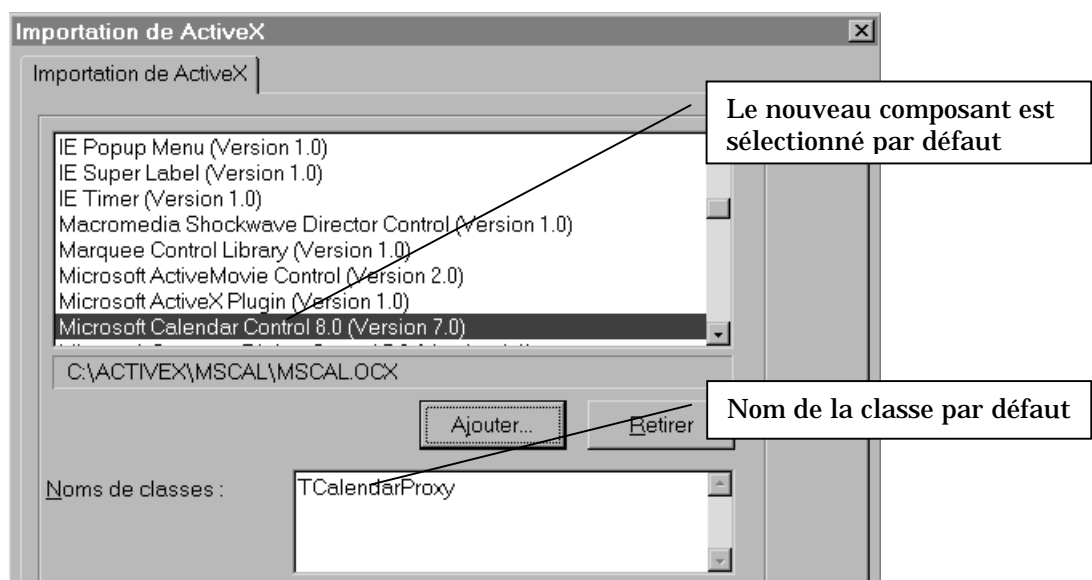 Importation de ActiveX
Importation de ActiveX
Le nouveau composant est
sélectionné par défaut
IE Popup Menu (Version 1.0)
IE Super Label (Version 1.0)
IE Timer (Version 1.0)
Macromedia Shockwave Director Control (Version 1.0)
Marquee Control Library (Version 1.0)
Microsoft ActiveMovie Control (Version 2.0)
Microsoft ActiveX Plugin (Version 1.0)
Microsoft Calendar Control 8.0 (Version 7.0)
C:\ACTIVEX\MSCAL\MSCAL.OCX
Nom de la classe par défaut
Ajouter...
Retirer
Noms de classes :
TCalendarProxy